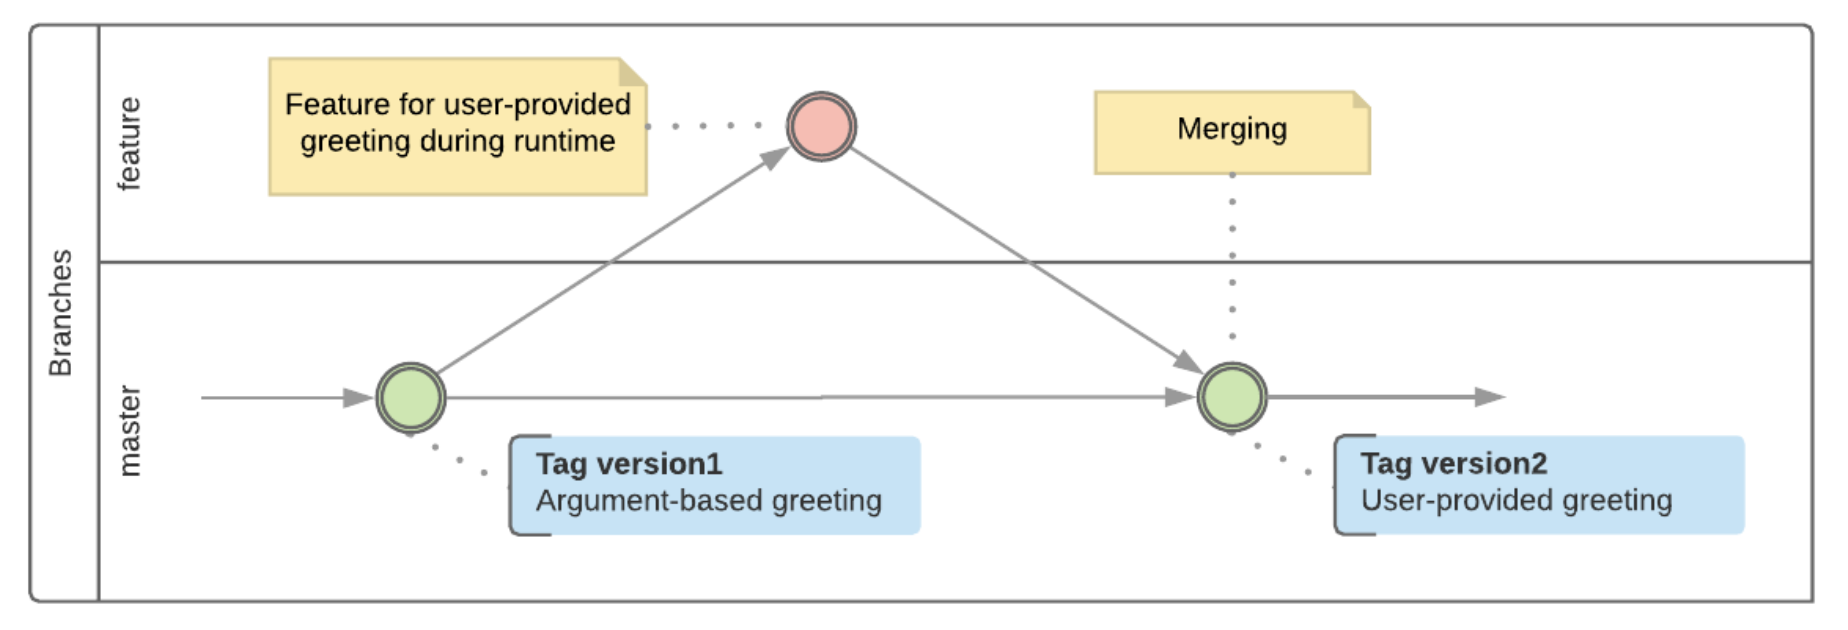 Branches
feature
Feature for user-provided
greeting during runtime
Merging
master
Tag version1
Argument-based greeting
Tag version2
User-provided greeting